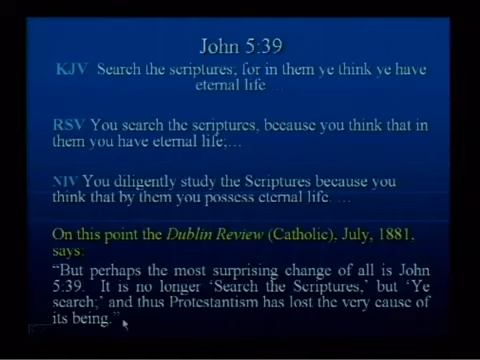 John 5:39
KJV Search the scriptures; for in them ye think ye have
eternal life ...
RSV You search the scriptures, because you think that in
them you have eternal life;...
NIV You diligently study the Scriptures because you
think that by them you possess eternal life. ...
On this point the Dublin Review (Catholic), July, 1881,
says:
“But perhaps the most surprising change of all is John
5:39. It is no longer ‘Search the Scriptures,’ but ‘Ye
search;’ and thus Protestantism has lost the very cause of
its being.”